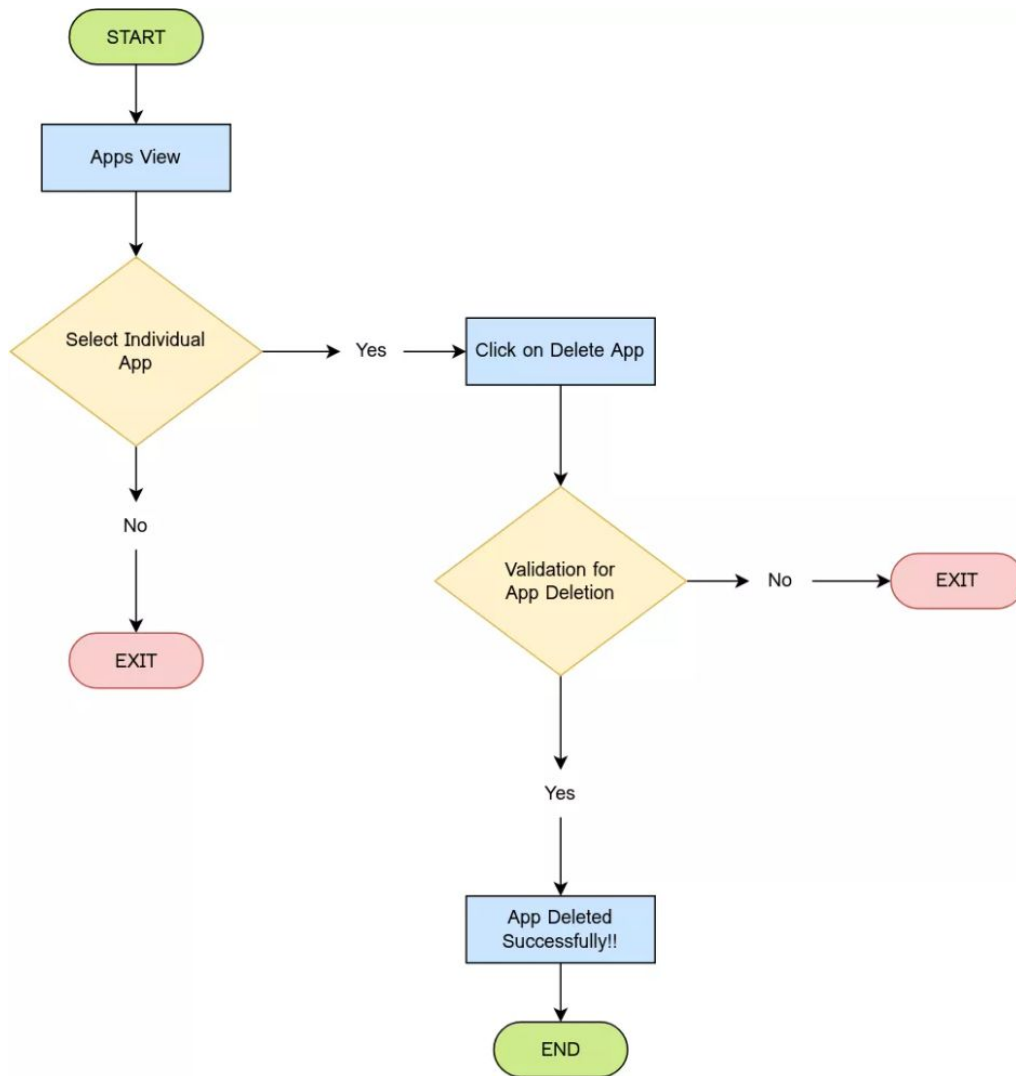 START
Apps View
Select Individual
App
Yes
Click on Delete App
No
EXIT
Validation for
App Deletion
No
EXIT
Yes
App Deleted
Successfully!!
END